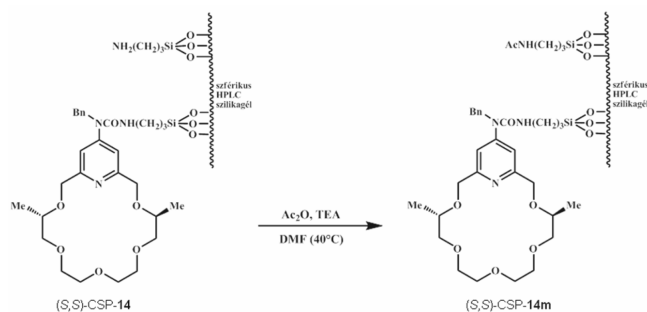 NH2(CH2)3Si
O
O
O
szférikus
HPLC
szilikagél
Bn
NCONH(CH2)3Si
O
O
O
N
Me
O
O
Me
O
O
O
(S,S)-CSP-14
Ac2O, TEA
DMF (40°C)
AcNH(CH2)3Si
O
O
O
szférikus
HPLC
szilikagél
Bn
NCONH(CH2)3Si
O
O
O
N
Me
O
O
Me
O
O
O
(S,S)-CSP-14m